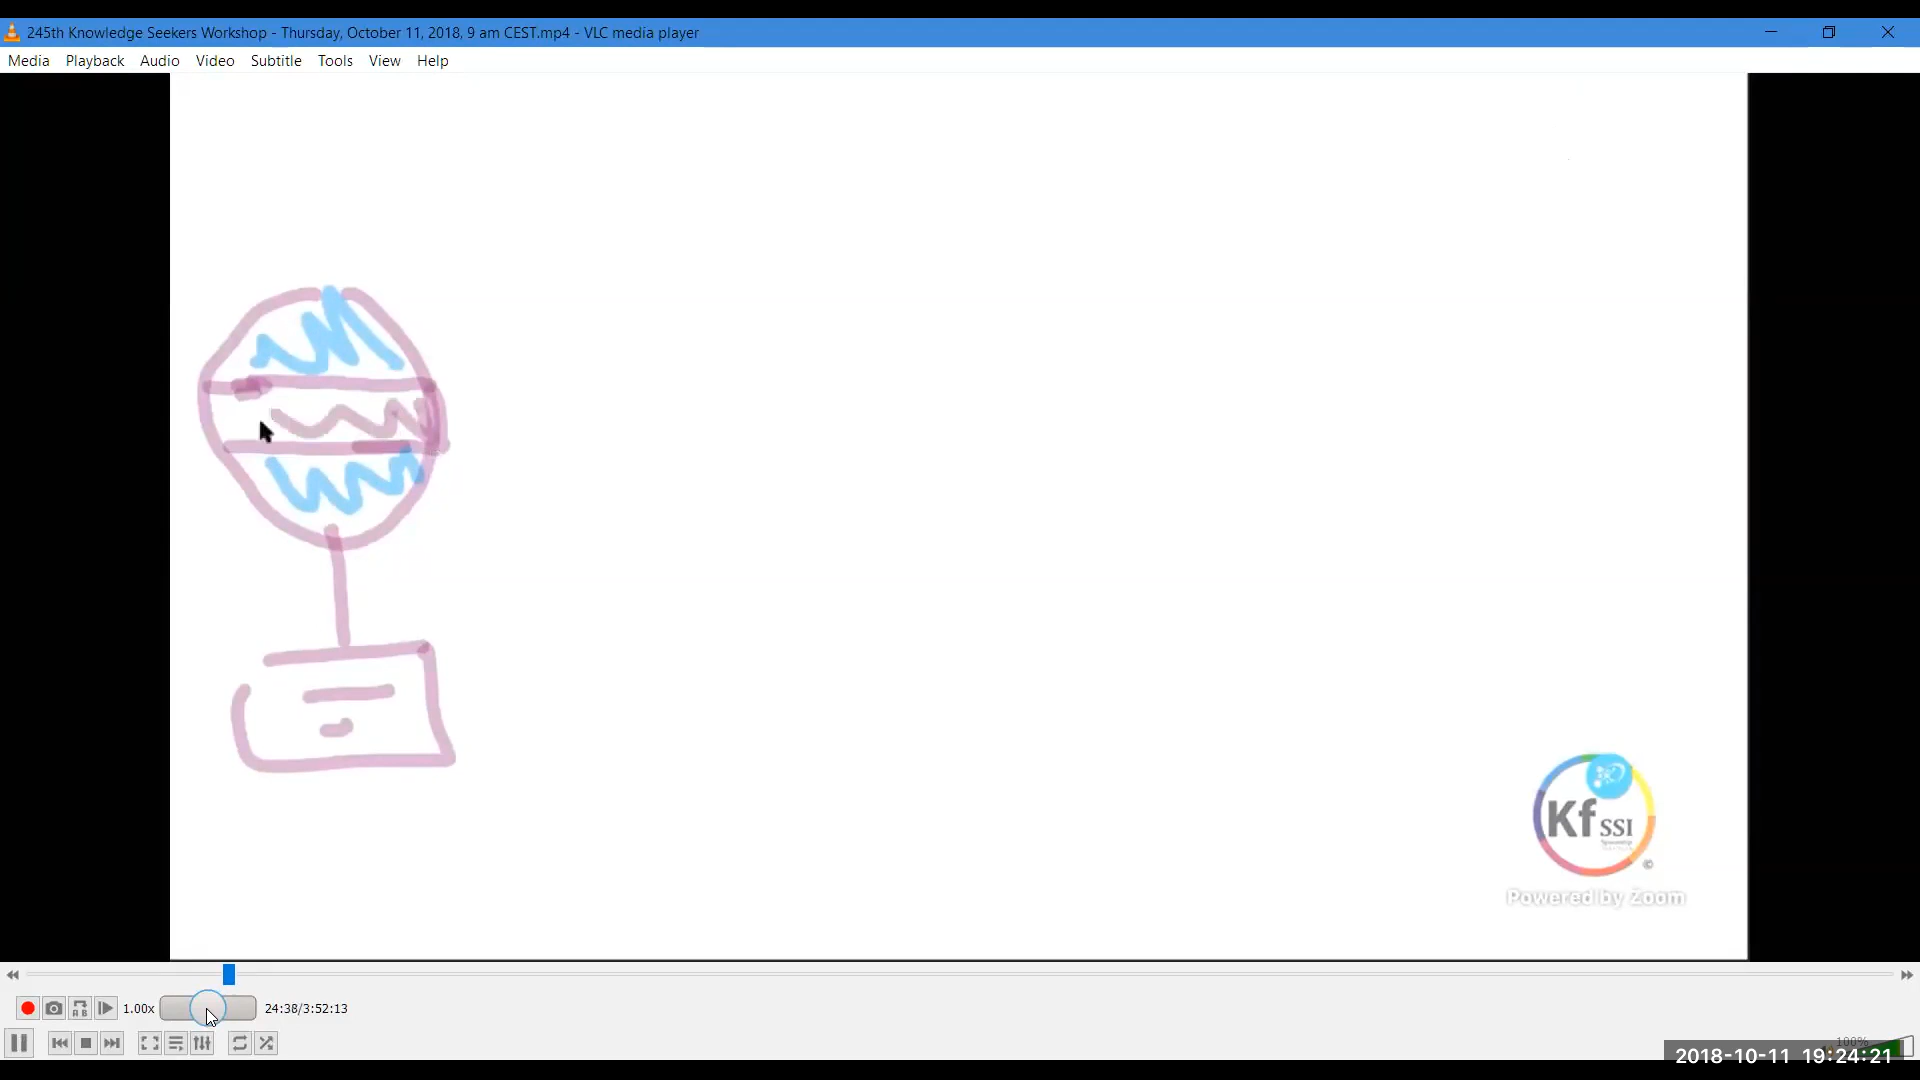 245th Knowledge Seekers Workshop - Thursday, October 11, 2018, 9 am CEST.mp4 - VLC media player
Media Playback Audio Video Subtitle Tools View Help
Kf SSI
©
Powered by Zoom
1.00x 24:38/3:52:13
100%
2018-10-11 19:24:21